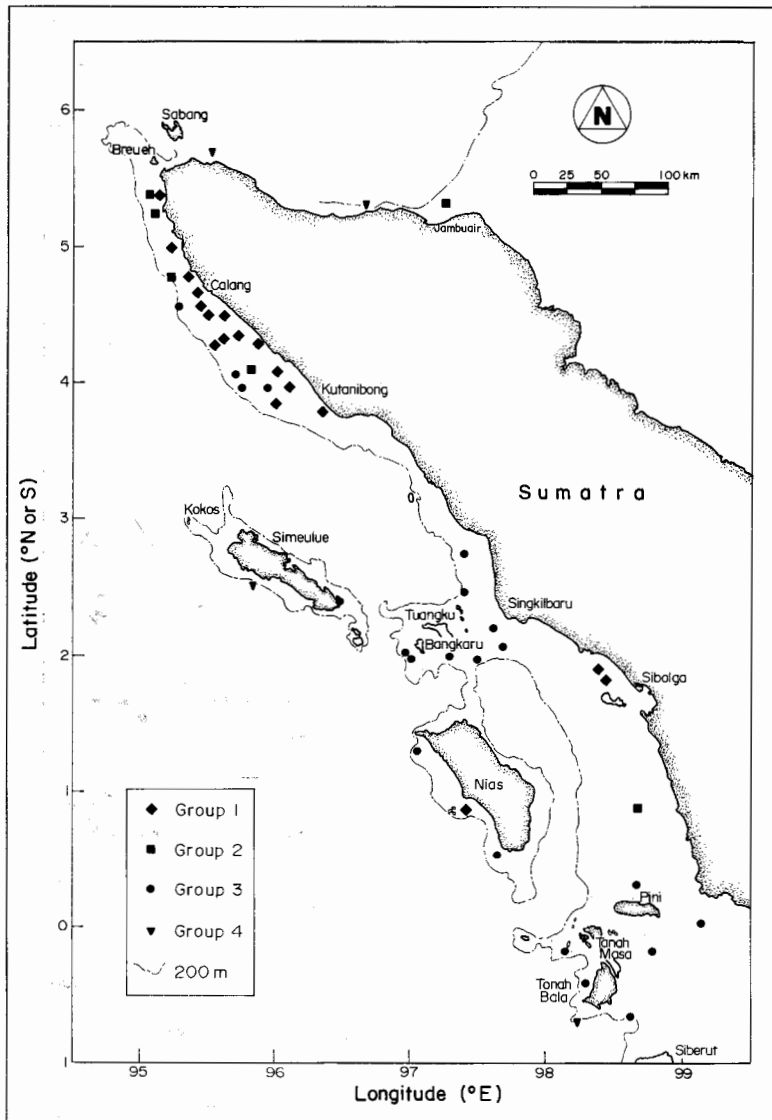 6
5
4
3
2
1
0
1
Latitude (°N or S)
Sabang
Breueh
N
0 25 50 100 km
Jambuair
Calang
Kutanibong
Sumatra
Kokos
Simeulue
Singkilbaru
Tuangku
Bangkaru
Sibolga
Nias
Pini
Tanah
Masa
Tonah
Bala
Siberut
Group 1
Group 2
Group 3
Group 4
200 m
95 96 97 98 99
Longitude (°E)